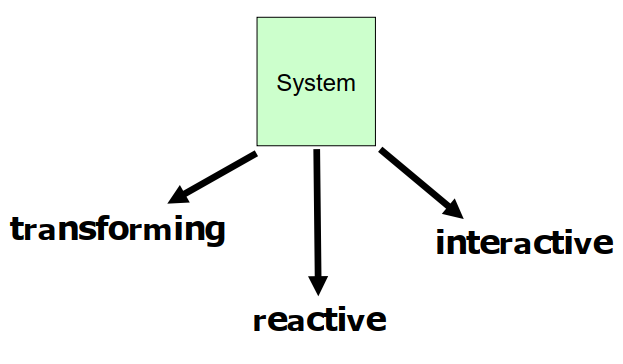 System
transforming
interactive
reactive